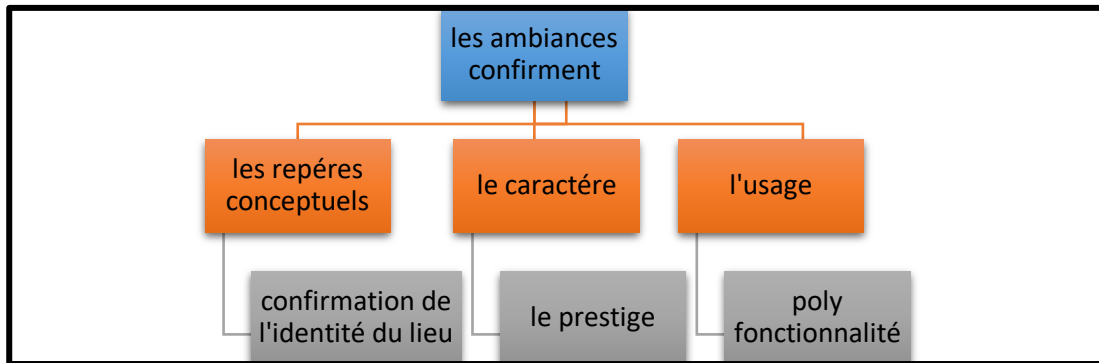 les ambiances
confirment
les repéres
conceptuels
le caractére
l'usage
confirmation de
l'identité du lieu
le prestige
poly
fonctionnalité